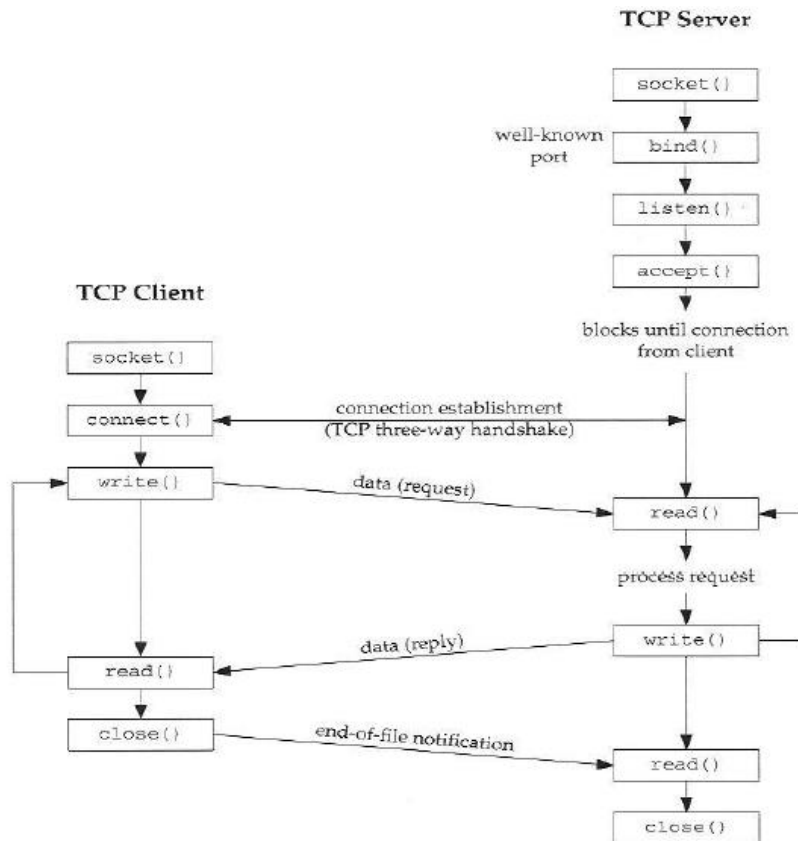 TCP Server
socket()
well-known
port
bind()
listen()
accept()
blocks until connection
from client
TCP Client
socket()
connect()
connection establishment
(TCP three-way handshake)
write()
data (request)
read()
process request
write()
data (reply)
read()
close()
end-of-file notification
read()
close()